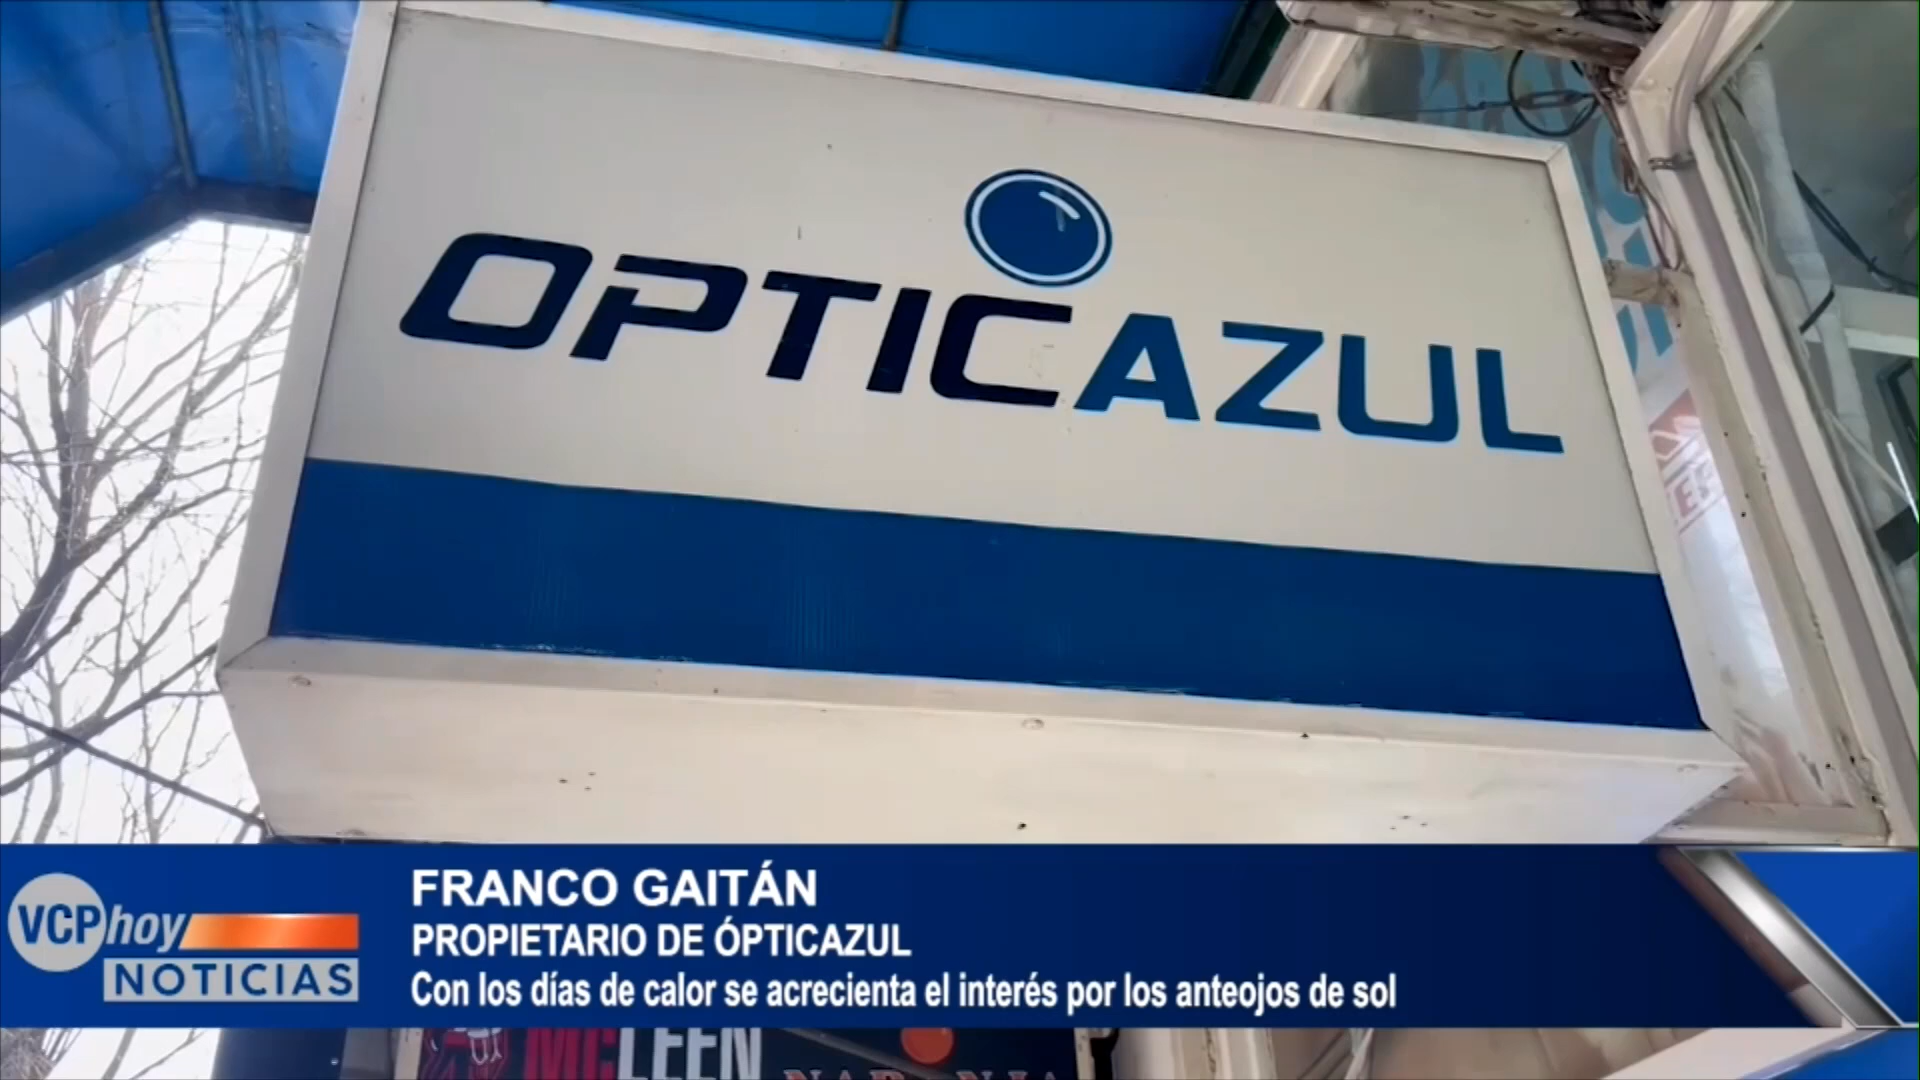 OPTICAZUL
FRANCO GAITÁN
PROPIETARIO DE ÓPTICAZUL
Con los días de calor se acrecienta el interés por los anteojos de sol
VCPhoy
NOTICIAS
MCLEEN